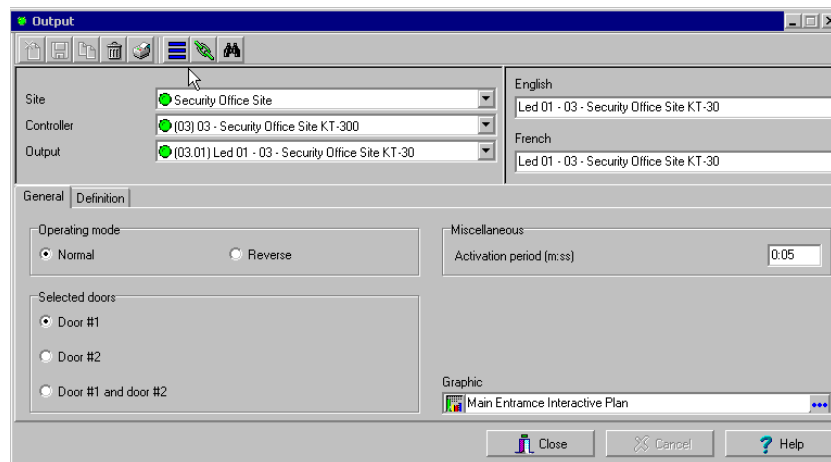 Output
Site
Security Office Site
Controller
(03) 03 - Security Office Site KT-300
Output
(03.01) Led 01 - 03 - Security Office Site KT-30
English
Led 01 - 03 - Security Office Site KT-30
French
Led 01 - 03 - Security Office Site KT-30
General Definition
Operating mode
Normal Reverse
Miscellaneous
Activation period (m:ss) 0:05
Selected doors
Door #1
Door #2
Door #1 and door #2
Graphic
Main Entramce Interactive Plan
Close Cancel Help